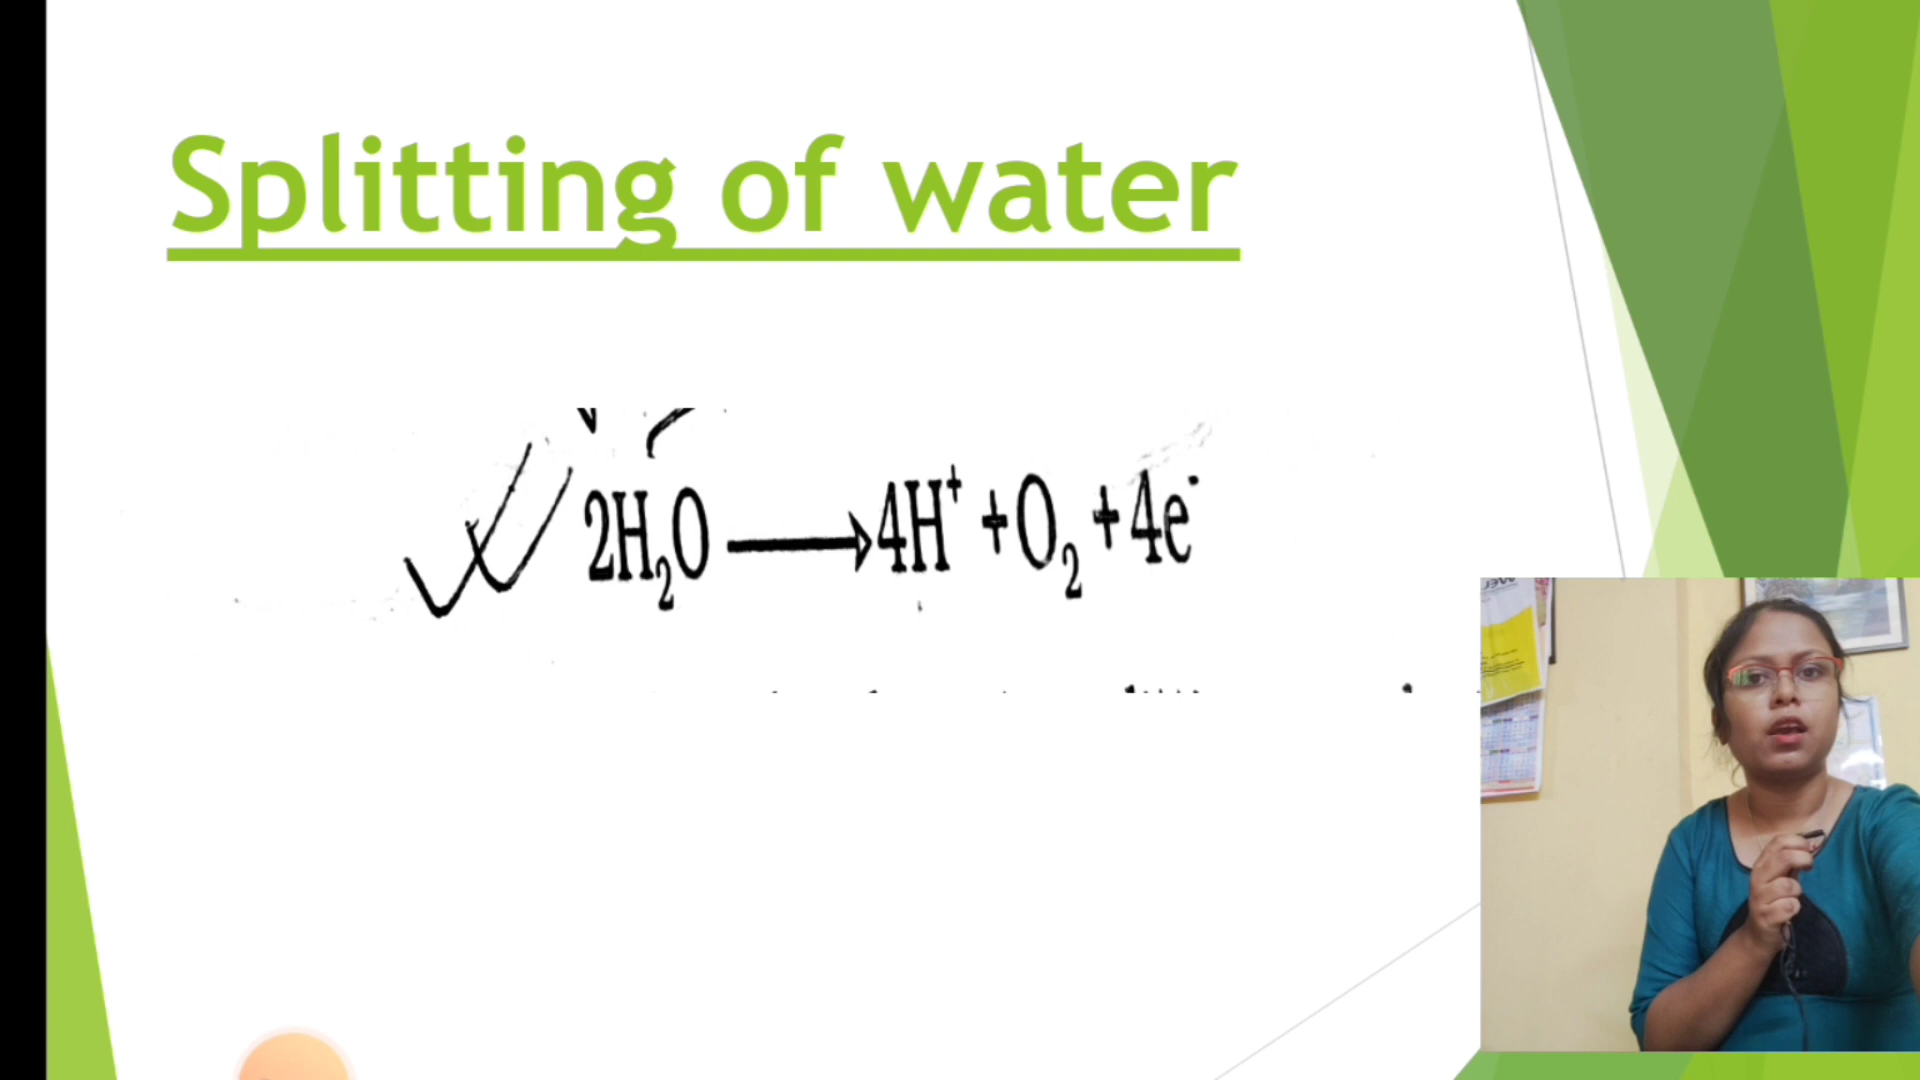 Splitting of water
2H₂O ⟶ 4H⁺ + O₂ + 4e⁻